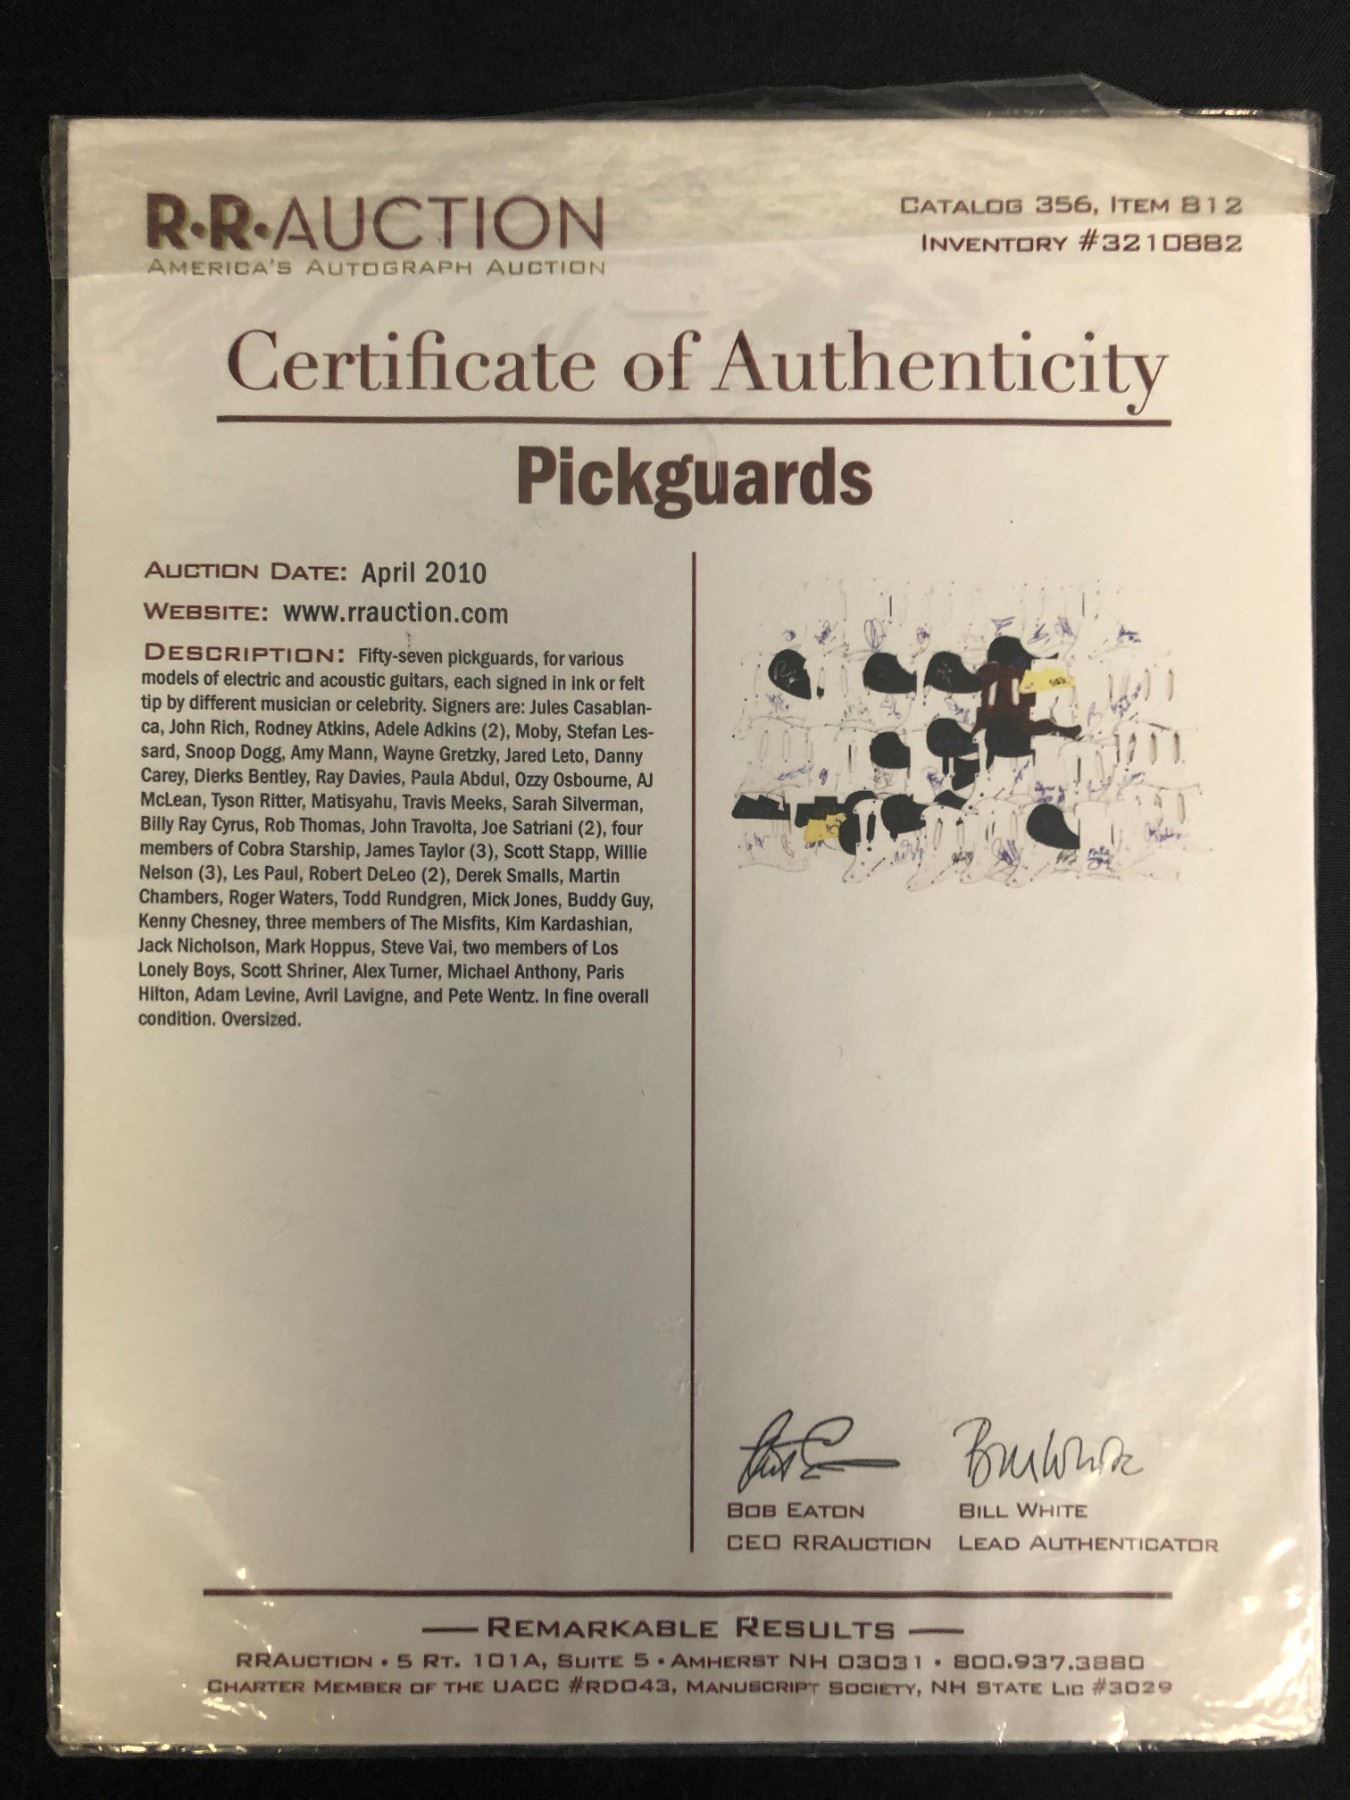 R·R·AUCTION
AMERICA'S AUTOGRAPH AUCTION
CATALOG 356, ITEM 812
INVENTORY #3210882
Certificate of Authenticity
Pickguards
AUCTION DATE: April 2010
WEBSITE: www.rrauction.com
DESCRIPTION: Fifty-seven pickguards, for various
models of electric and acoustic guitars, each signed in ink or felt
tip by different musician or celebrity. Signers are: Jules Casablan-
ca, John Rich, Rodney Atkins, Adele Adkins (2), Moby, Stefan Les-
sard, Snoop Dogg, Amy Mann, Wayne Gretzky, Jared Leto, Danny
Carey, Dierks Bentley, Ray Davies, Paula Abdul, Ozzy Osbourne, AJ
McLean, Tyson Ritter, Matisyahu, Travis Meeks, Sarah Silverman,
Billy Ray Cyrus, Rob Thomas, John Travolta, Joe Satriani (2), four
members of Cobra Starship, James Taylor (3), Scott Stapp, Willie
Nelson (3), Les Paul, Robert DeLeo (2), Derek Smalls, Martin
Chambers, Roger Waters, Todd Rundgren, Mick Jones, Buddy Guy,
Kenny Chesney, three members of The Misfits, Kim Kardashian,
Jack Nicholson, Mark Hoppus, Steve Vai, two members of Los
Lonely Boys, Scott Shriner, Alex Turner, Michael Anthony, Paris
Hilton, Adam Levine, Avril Lavigne, and Pete Wentz. In fine overall
condition. Oversized.
Bill White
BOB EATON
CEO RRAUCTION
BILL WHITE
LEAD AUTHENTICATOR
— REMARKABLE RESULTS —
RRAUCTION • 5 RT. 101A, SUITE 5 • AMHERST NH 03031 • 800.937.3880
CHARTER MEMBER OF THE UACC #RD043, MANUSCRIPT SOCIETY, NH STATE LIC #3029